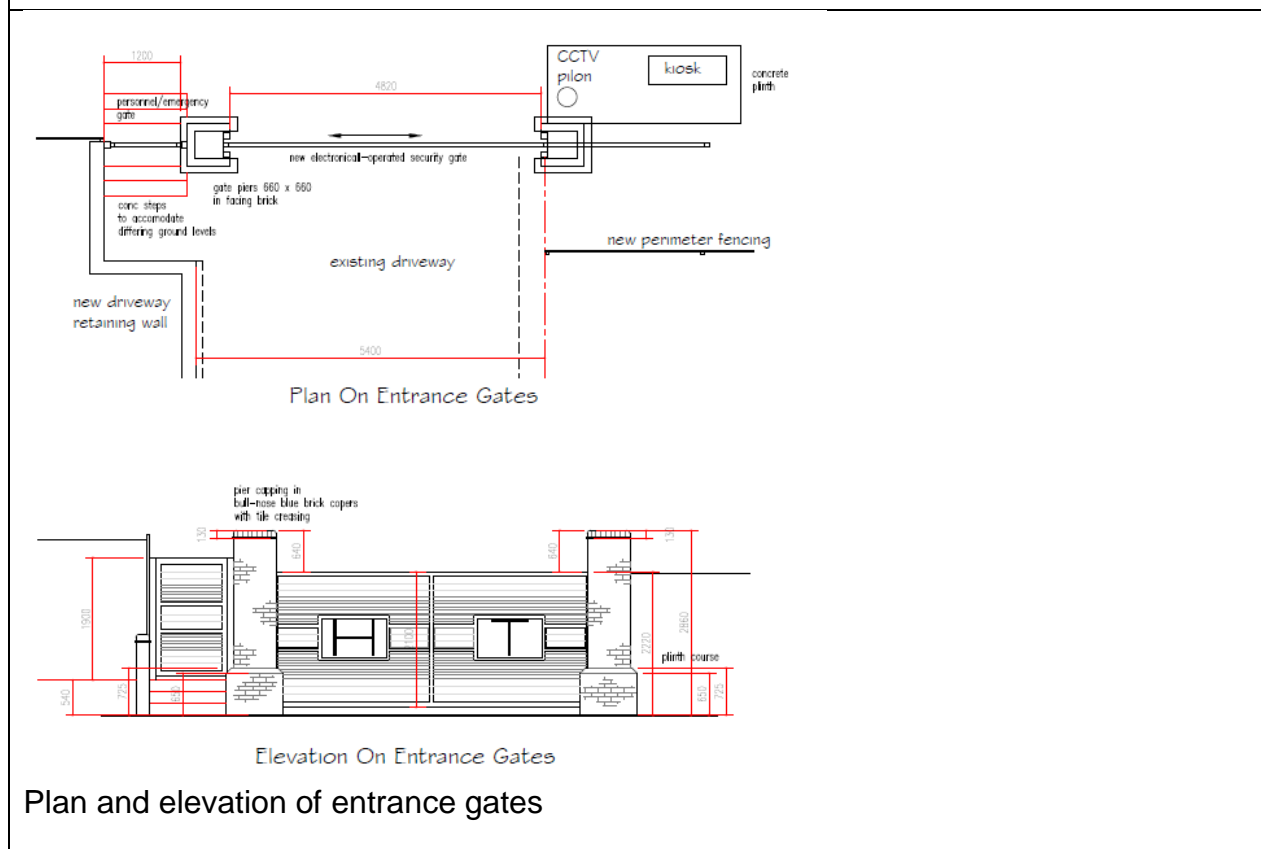 1200
CCTV
pilon
kiosk
concrete
plinth
4820
personnel/emergency
gate
new electronicall-operated security gate
gate piers 660 x 660
in facing brick
conc steps
to accomodate
differing ground levels
new perimeter fencing
existing driveway
new driveway
retaining wall
5400
Plan On Entrance Gates
pier capping in
bull-nose blue brick copers
with tile creasing
130
640
640
130
1900
H
T
2220
2860
plinth course
540
725
650
650
725
Elevation On Entrance Gates
Plan and elevation of entrance gates